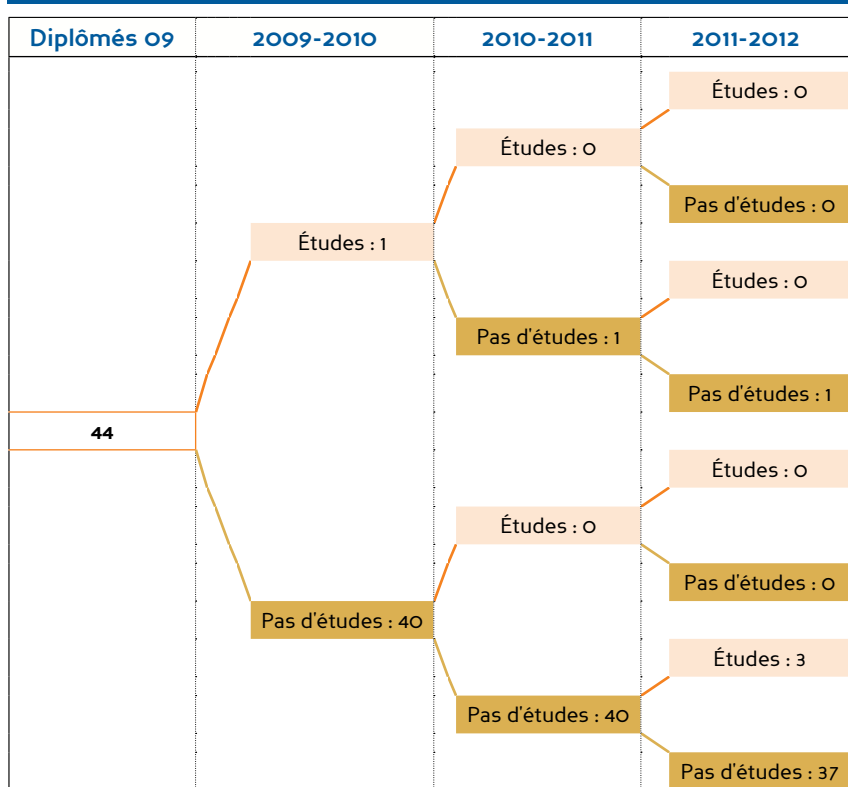 Diplômés 09 2009-2010 2010-2011 2011-2012
Études : 0
Études : 0
Pas d'études : 0
Études : 1
Études : 0
Pas d'études : 1
Pas d'études : 1
44
Études : 0
Études : 0
Pas d'études : 0
Pas d'études : 40
Études : 3
Pas d'études : 40
Pas d'études : 37